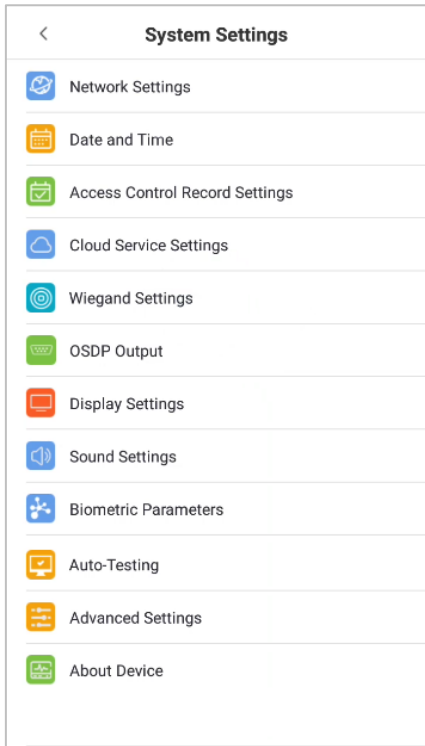 System Settings
Network Settings
Date and Time
Access Control Record Settings
Cloud Service Settings
Wiegand Settings
OSDP Output
Display Settings
Sound Settings
Biometric Parameters
Auto-Testing
Advanced Settings
About Device